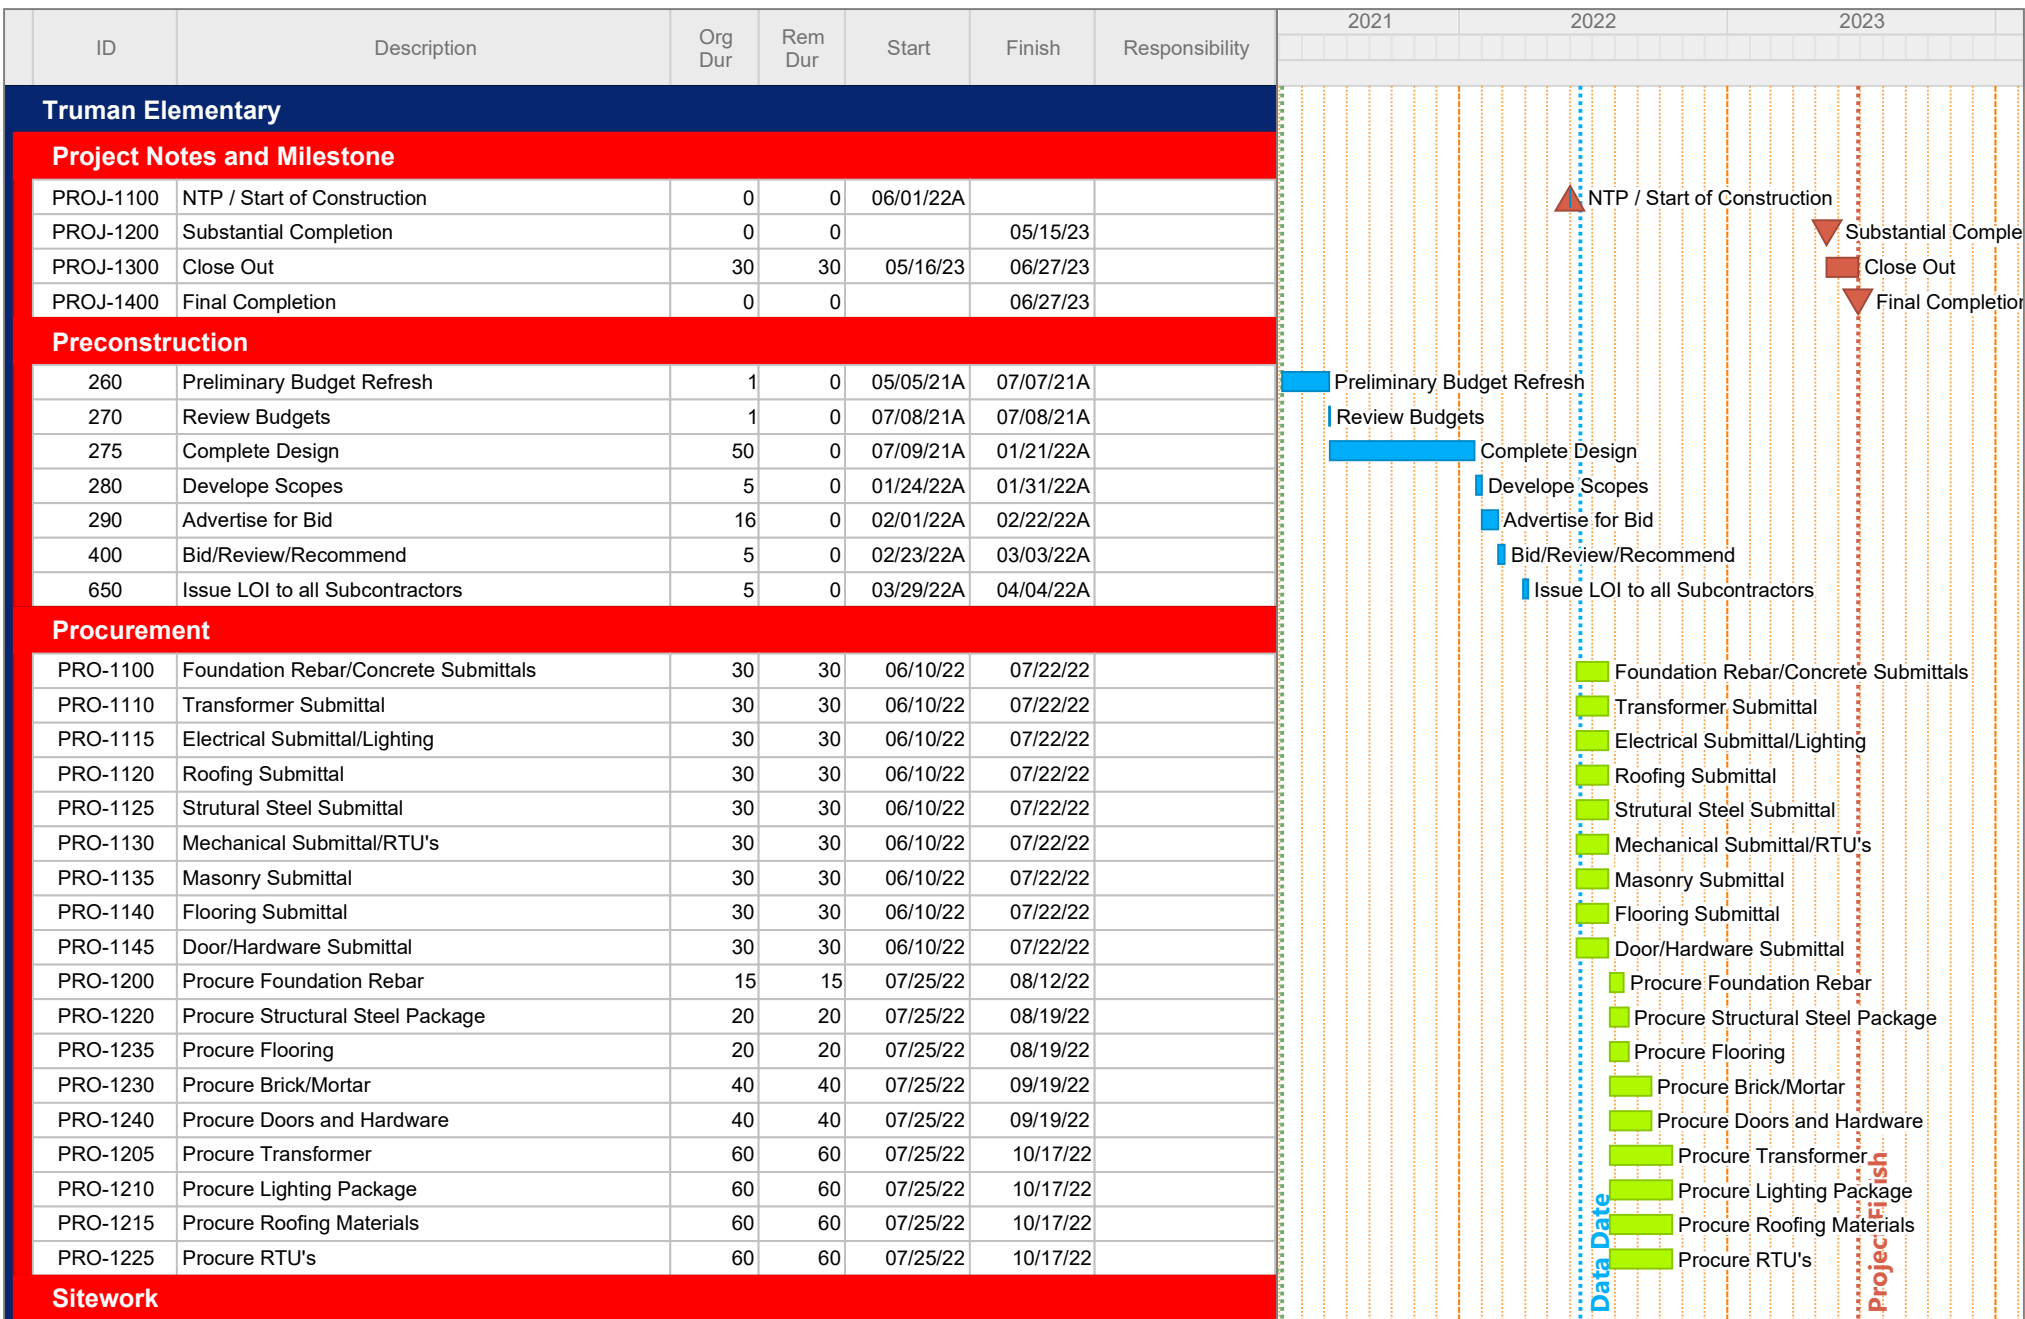 ID Description Org Dur Rem Dur Start Finish Responsibility 2021 2022 2023
Truman Elementary
Project Notes and Milestone
PROJ-1100 NTP / Start of Construction 0 0 06/01/22A NTP / Start of Construction
PROJ-1200 Substantial Completion 0 0 05/15/23 Substantial Comple
PROJ-1300 Close Out 30 30 05/16/23 06/27/23 Close Out
PROJ-1400 Final Completion 0 0 06/27/23 Final Completion
Preconstruction
260 Preliminary Budget Refresh 1 0 05/05/21A 07/07/21A Preliminary Budget Refresh
270 Review Budgets 1 0 07/08/21A 07/08/21A Review Budgets
275 Complete Design 50 0 07/09/21A 01/21/22A Complete Design
280 Develope Scopes 5 0 01/24/22A 01/31/22A Develope Scopes
290 Advertise for Bid 16 0 02/01/22A 02/22/22A Advertise for Bid
400 Bid/Review/Recommend 5 0 02/23/22A 03/03/22A Bid/Review/Recommend
650 Issue LOI to all Subcontractors 5 0 03/29/22A 04/04/22A Issue LOI to all Subcontractors
Procurement
PRO-1100 Foundation Rebar/Concrete Submittals 30 30 06/10/22 07/22/22 Foundation Rebar/Concrete Submittals
PRO-1110 Transformer Submittal 30 30 06/10/22 07/22/22 Transformer Submittal
PRO-1115 Electrical Submittal/Lighting 30 30 06/10/22 07/22/22 Electrical Submittal/Lighting
PRO-1120 Roofing Submittal 30 30 06/10/22 07/22/22 Roofing Submittal
PRO-1125 Strutural Steel Submittal 30 30 06/10/22 07/22/22 Strutural Steel Submittal
PRO-1130 Mechanical Submittal/RTU's 30 30 06/10/22 07/22/22 Mechanical Submittal/RTU's
PRO-1135 Masonry Submittal 30 30 06/10/22 07/22/22 Masonry Submittal
PRO-1140 Flooring Submittal 30 30 06/10/22 07/22/22 Flooring Submittal
PRO-1145 Door/Hardware Submittal 30 30 06/10/22 07/22/22 Door/Hardware Submittal
PRO-1200 Procure Foundation Rebar 15 15 07/25/22 08/12/22 Procure Foundation Rebar
PRO-1220 Procure Structural Steel Package 20 20 07/25/22 08/19/22 Procure Structural Steel Package
PRO-1235 Procure Flooring 20 20 07/25/22 08/19/22 Procure Flooring
PRO-1230 Procure Brick/Mortar 40 40 07/25/22 09/19/22 Procure Brick/Mortar
PRO-1240 Procure Doors and Hardware 40 40 07/25/22 09/19/22 Procure Doors and Hardware
PRO-1205 Procure Transformer 60 60 07/25/22 10/17/22 Procure Transformer
PRO-1210 Procure Lighting Package 60 60 07/25/22 10/17/22 Procure Lighting Package
PRO-1215 Procure Roofing Materials 60 60 07/25/22 10/17/22 Procure Roofing Materials
PRO-1225 Procure RTU's 60 60 07/25/22 10/17/22 Procure RTU's
Data Date
Project Finish
Sitework